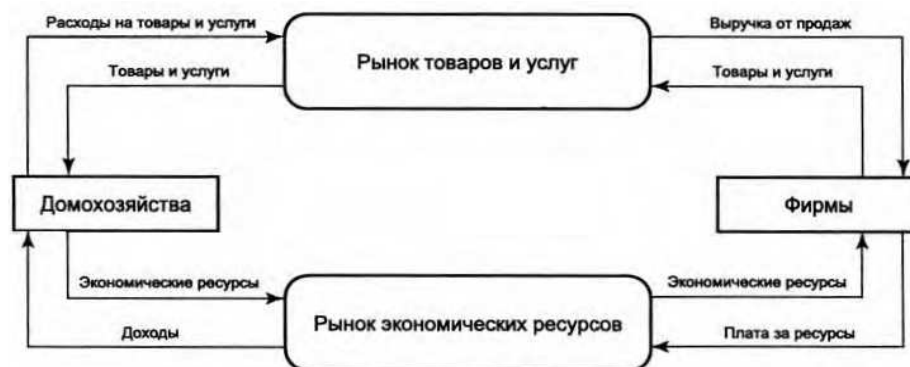 Расходы на товары и услуги
Выручка от продаж
Рынок товаров и услуг
Товары и услуги
Товары и услуги
Домохозяйства
Фирмы
Экономические ресурсы
Экономические ресурсы
Рынок экономических ресурсов
Доходы
Плата за ресурсы